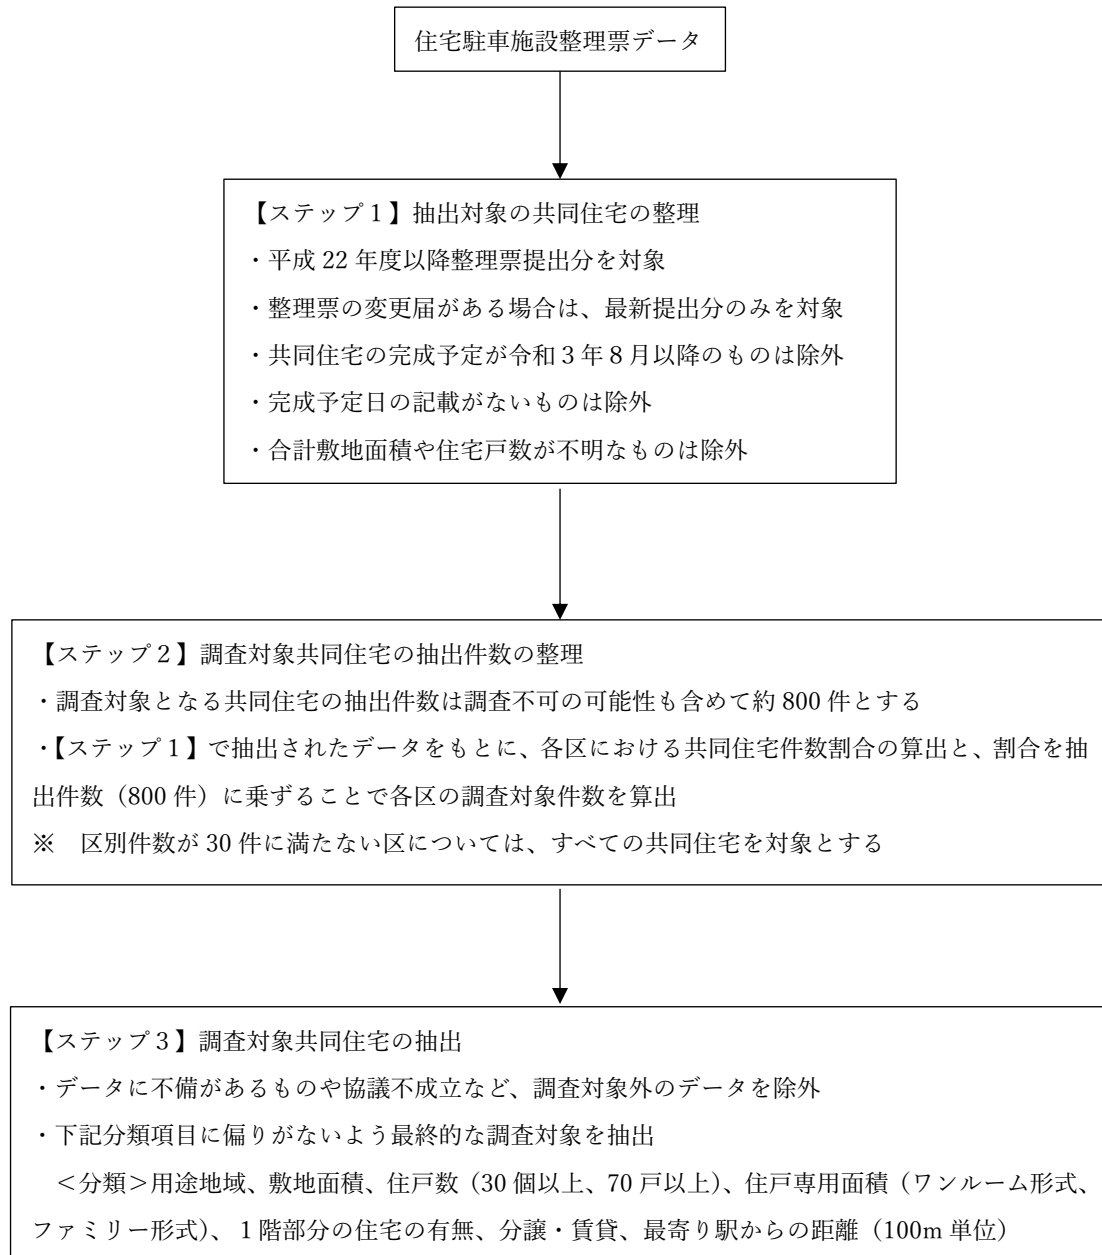 住宅駐車施設整理票データ
【ステップ１】抽出対象の共同住宅の整理
・平成 22 年度以降整理票提出分を対象
・整理票の変更届がある場合は、最新提出分のみを対象
・共同住宅の完成予定が令和３年８月以降のものは除外
・完成予定日の記載がないものは除外
・合計敷地面積や住宅戸数が不明なものは除外
【ステップ２】調査対象共同住宅の抽出件数の整理
・調査対象となる共同住宅の抽出件数は調査不可の可能性も含めて約 800 件とする
・【ステップ１】で抽出されたデータをもとに、各区における共同住宅件数割合の算出と、割合を抽
出件数（800 件）に乗ずることで各区の調査対象件数を算出
※　区別件数が 30 件に満たない区については、すべての共同住宅を対象とする
【ステップ３】調査対象共同住宅の抽出
・データに不備があるものや協議不成立など、調査対象外のデータを除外
・下記分類項目に偏りがないよう最終的な調査対象を抽出
＜分類＞用途地域、敷地面積、住戸数（30 個以上、70 戸以上）、住戸専用面積（ワンルーム形式、
ファミリー形式）、１階部分の住宅の有無、分譲・賃貸、最寄り駅からの距離（100m 単位）